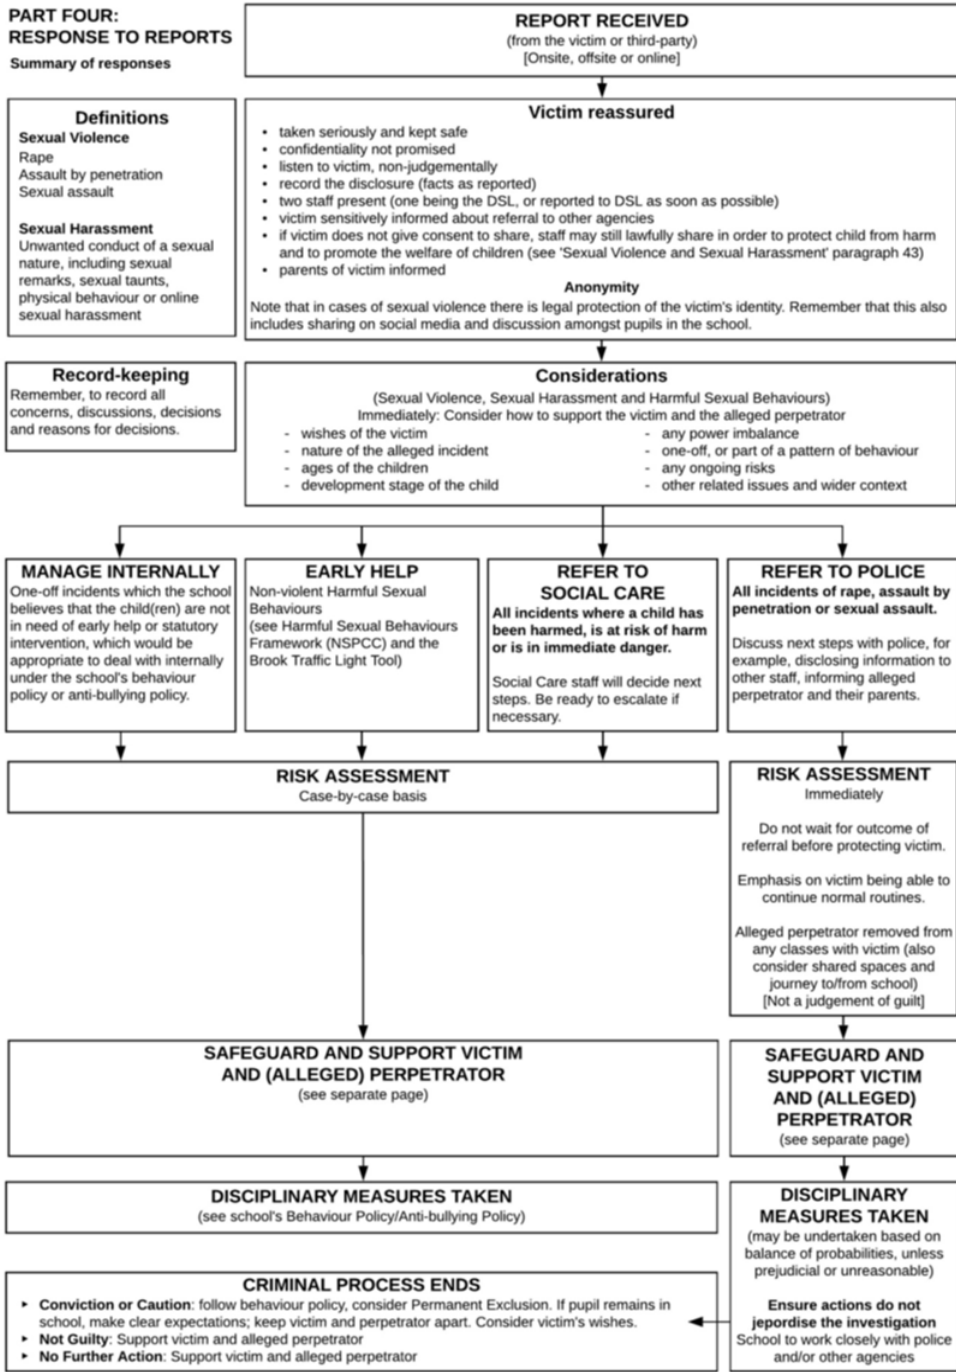 PART FOUR:
RESPONSE TO REPORTS
Summary of responses
REPORT RECEIVED
(from the victim or third-party)
[Onsite, offsite or online]
Definitions
Sexual Violence
Rape
Assault by penetration
Sexual assault
Sexual Harassment
Unwanted conduct of a sexual
nature, including sexual
remarks, sexual taunts,
physical behaviour or online
sexual harassment
Victim reassured
• taken seriously and kept safe
• confidentiality not promised
• listen to victim, non-judgementally
• record the disclosure (facts as reported)
• two staff present (one being the DSL, or reported to DSL as soon as possible)
• victim sensitively informed about referral to other agencies
• if victim does not give consent to share, staff may still lawfully share in order to protect child from harm
and to promote the welfare of children (see 'Sexual Violence and Sexual Harassment' paragraph 43)
• parents of victim informed
Anonymity
Note that in cases of sexual violence there is legal protection of the victim's identity. Remember that this also
includes sharing on social media and discussion amongst pupils in the school.
Record-keeping
Remember, to record all
concerns, discussions, decisions
and reasons for decisions.
Considerations
(Sexual Violence, Sexual Harassment and Harmful Sexual Behaviours)
Immediately: Consider how to support the victim and the alleged perpetrator
- wishes of the victim
- nature of the alleged incident
- ages of the children
- development stage of the child
- any power imbalance
- one-off, or part of a pattern of behaviour
- any ongoing risks
- other related issues and wider context
MANAGE INTERNALLY
One-off incidents which the school
believes that the child(ren) are not
in need of early help or statutory
intervention, which would be
appropriate to deal with internally
under the school's behaviour
policy or anti-bullying policy.
EARLY HELP
Non-violent Harmful Sexual
Behaviours
(see Harmful Sexual Behaviours
Framework (NSPCC) and the
Brook Traffic Light Tool)
REFER TO
SOCIAL CARE
All incidents where a child has
been harmed, is at risk of harm
or is in immediate danger.
Social Care staff will decide next
steps. Be ready to escalate if
necessary.
REFER TO POLICE
All incidents of rape, assault by
penetration or sexual assault.
Discuss next steps with police, for
example, disclosing information to
other staff, informing alleged
perpetrator and their parents.
RISK ASSESSMENT
Case-by-case basis
RISK ASSESSMENT
Immediately
Do not wait for outcome of
referral before protecting victim.
Emphasis on victim being able to
continue normal routines.
Alleged perpetrator removed from
any classes with victim (also
consider shared spaces and
journey to/from school)
[Not a judgement of guilt]
SAFEGUARD AND SUPPORT VICTIM
AND (ALLEGED) PERPETRATOR
(see separate page)
SAFEGUARD AND
SUPPORT VICTIM
AND (ALLEGED)
PERPETRATOR
(see separate page)
DISCIPLINARY MEASURES TAKEN
(see school's Behaviour Policy/Anti-bullying Policy)
DISCIPLINARY
MEASURES TAKEN
(may be undertaken based on
balance of probabilities, unless
prejudicial or unreasonable)
Ensure actions do not
jepordise the investigation
School to work closely with police
and/or other agencies
CRIMINAL PROCESS ENDS
‣ Conviction or Caution: follow behaviour policy, consider Permanent Exclusion. If pupil remains in
school, make clear expectations; keep victim and perpetrator apart. Consider victim's wishes.
‣ Not Guilty: Support victim and alleged perpetrator
‣ No Further Action: Support victim and alleged perpetrator